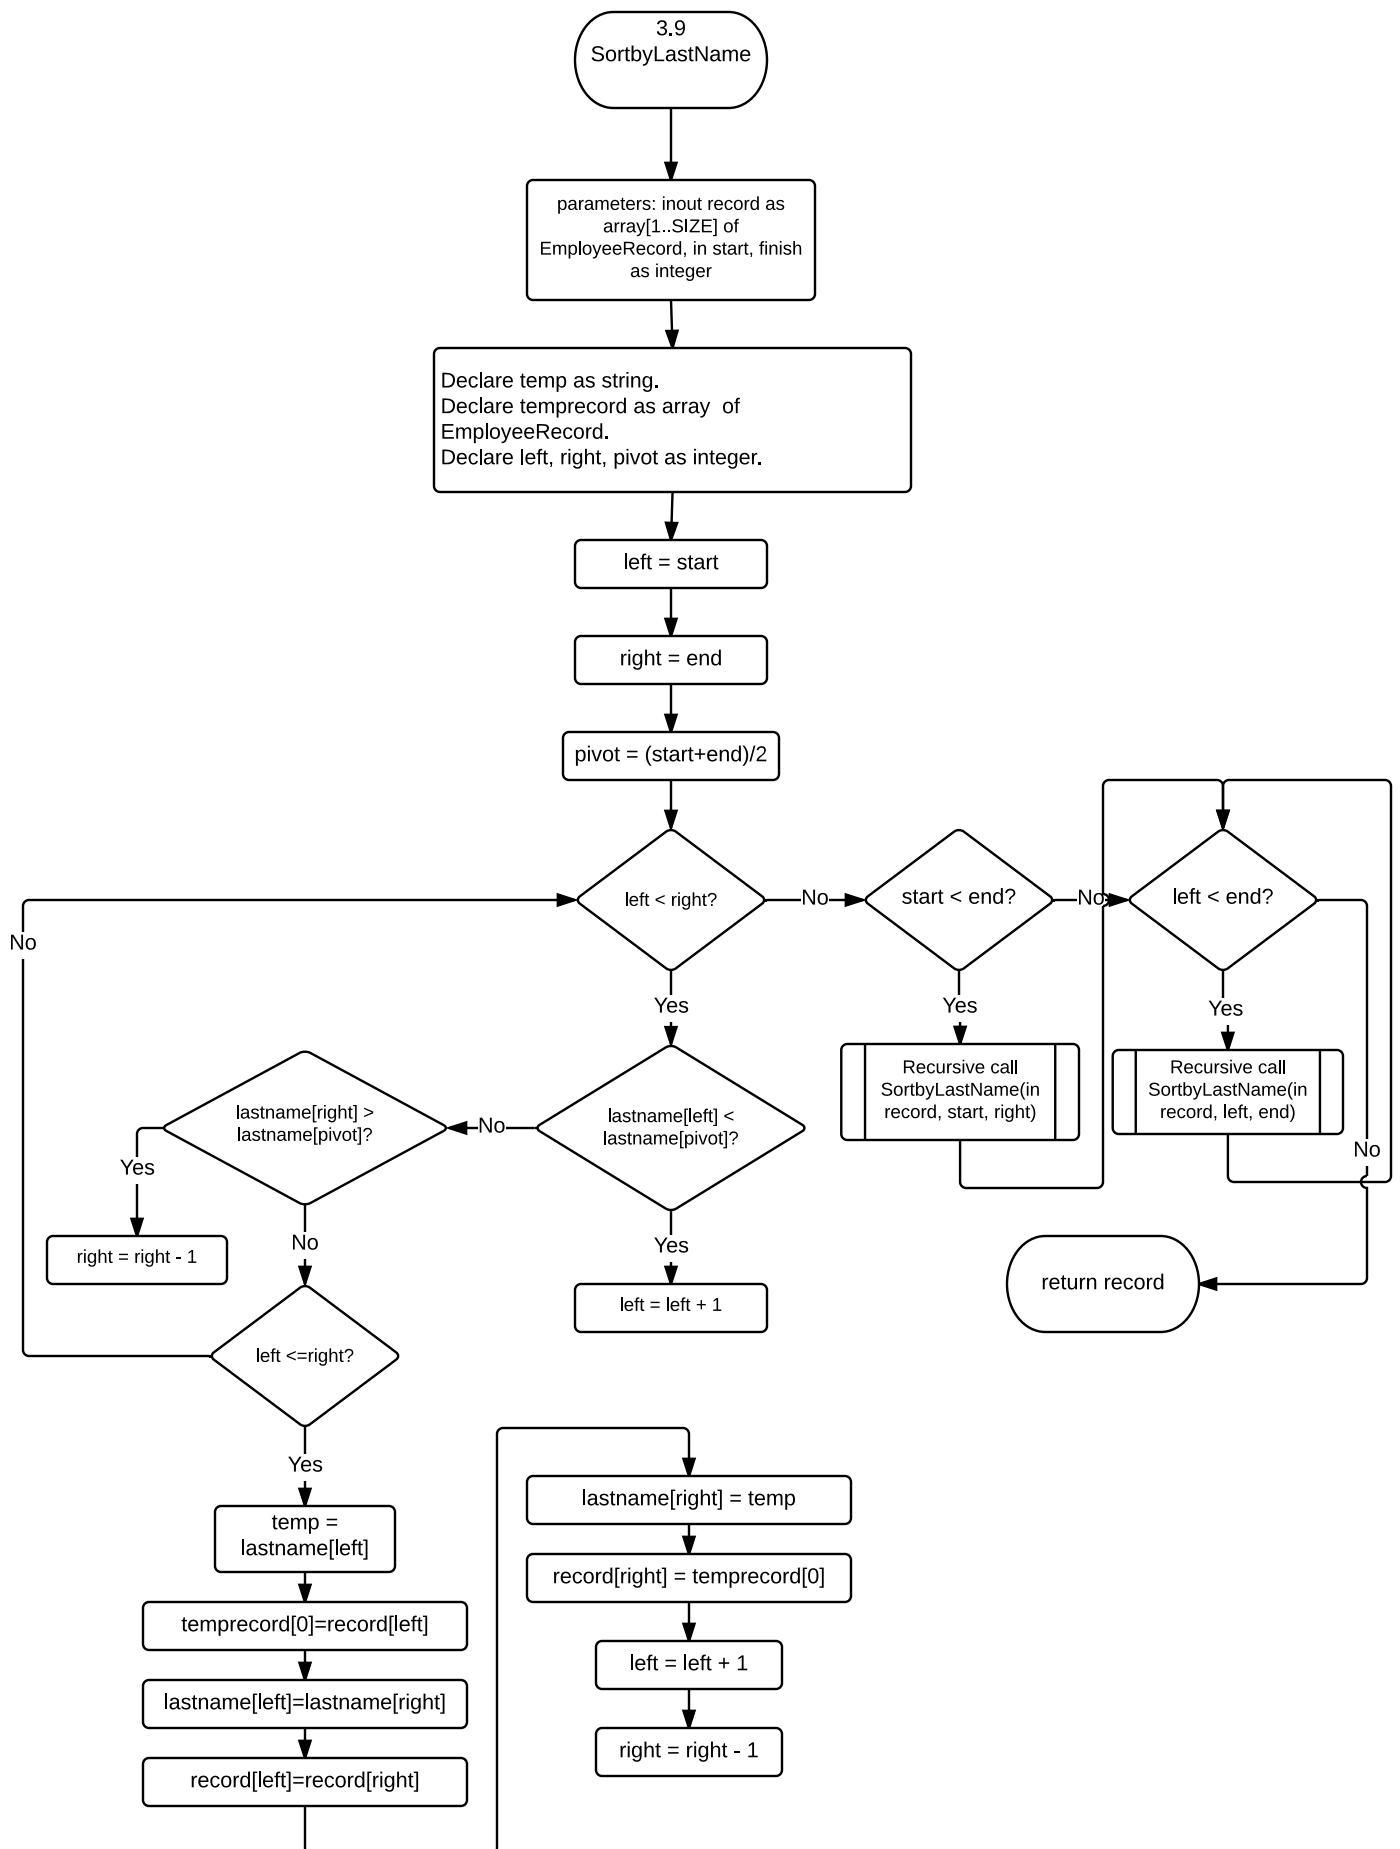 3.9
SortbyLastName
parameters: inout record as
array[1..SIZE] of
EmployeeRecord, in start, finish
as integer
Declare temp as string.
Declare temprecord as array  of
EmployeeRecord.
Declare left, right, pivot as integer.
left = start
right = end
pivot = (start+end)/2
left < right?
No
start < end?
No
left < end?
No
Yes
Yes
Yes
Recursive call
SortbyLastName(in
record, start, right)
Recursive call
SortbyLastName(in
record, left, end)
No
lastname[left] <
lastname[pivot]?
No
lastname[right] >
lastname[pivot]?
Yes
right = right - 1
No
Yes
left = left + 1
return record
left <=right?
Yes
temp =
lastname[left]
temprecord[0]=record[left]
lastname[left]=lastname[right]
record[left]=record[right]
lastname[right] = temp
record[right] = temprecord[0]
left = left + 1
right = right - 1